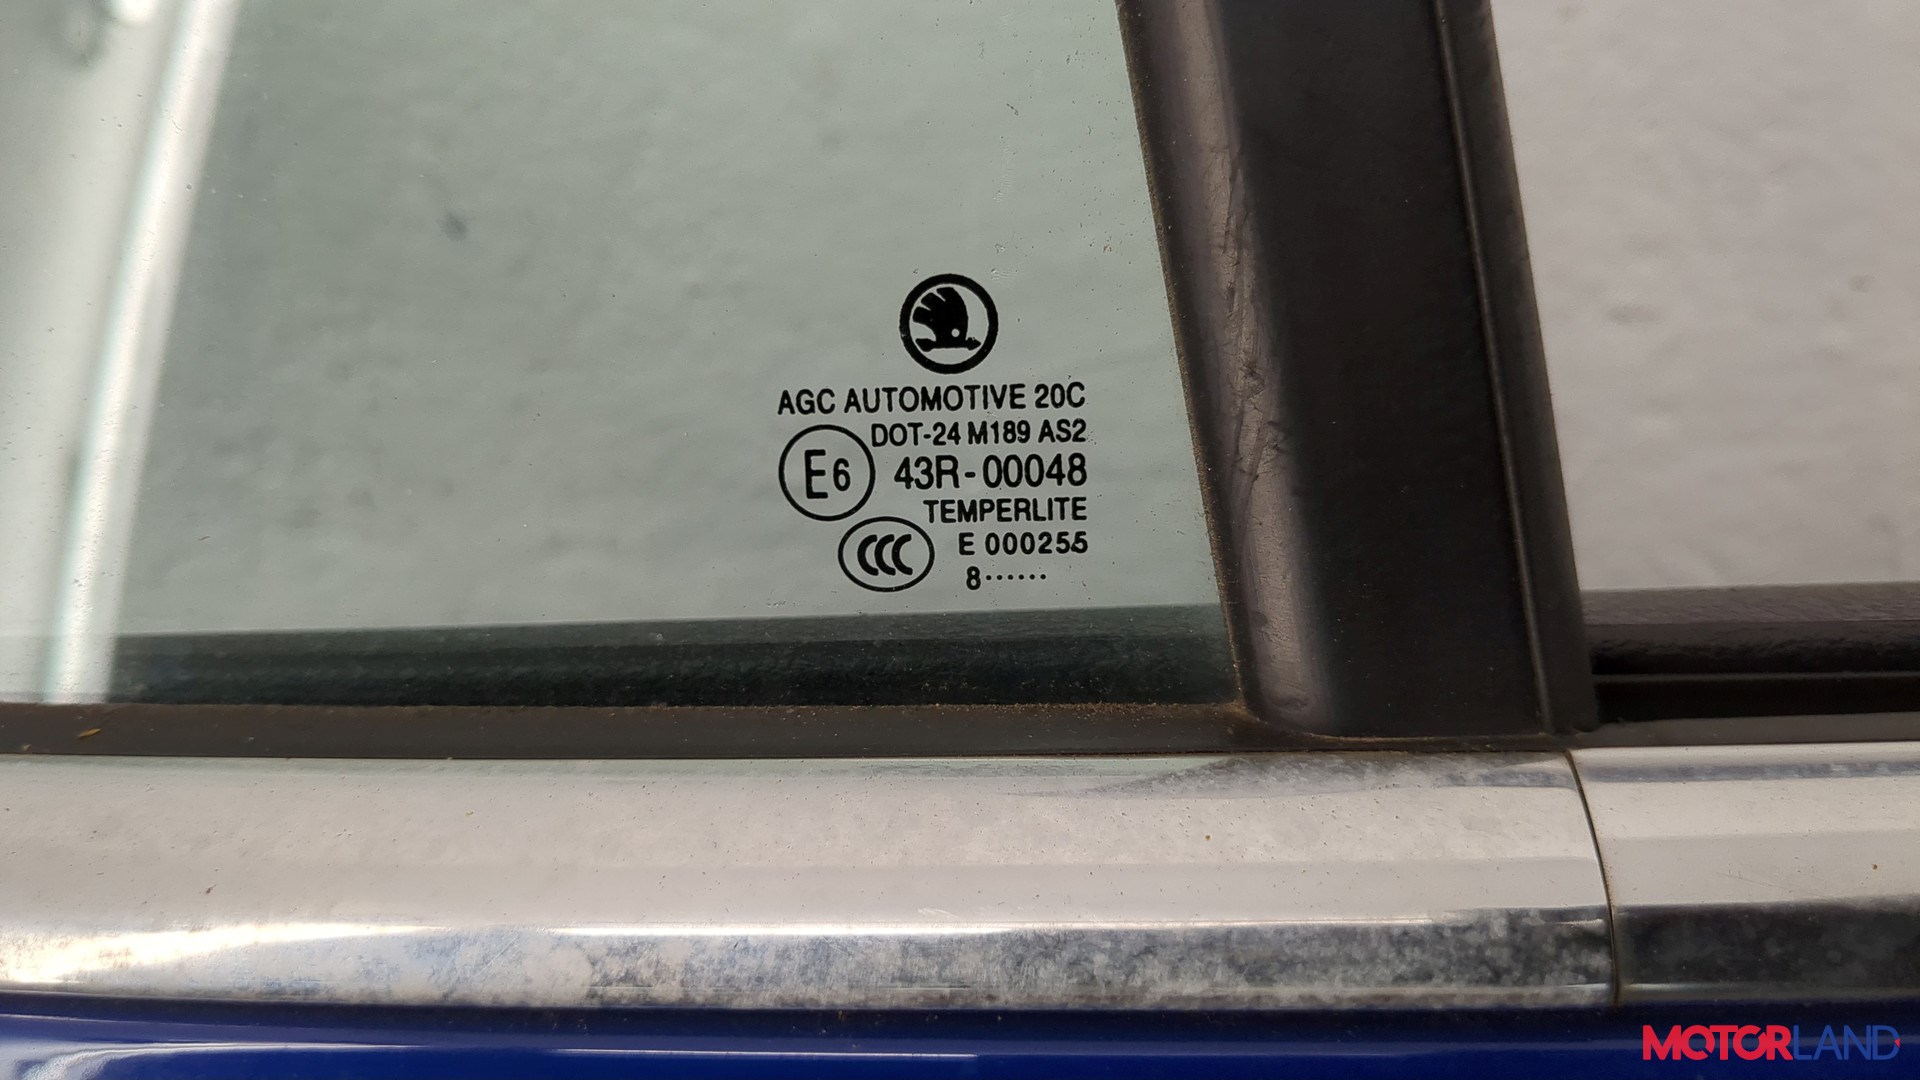 AGC AUTOMOTIVE 20C
DOT-24 M189 AS2
E6 43R-00048
TEMPERLITE
CCC E 000255
8······
MOTORLAND